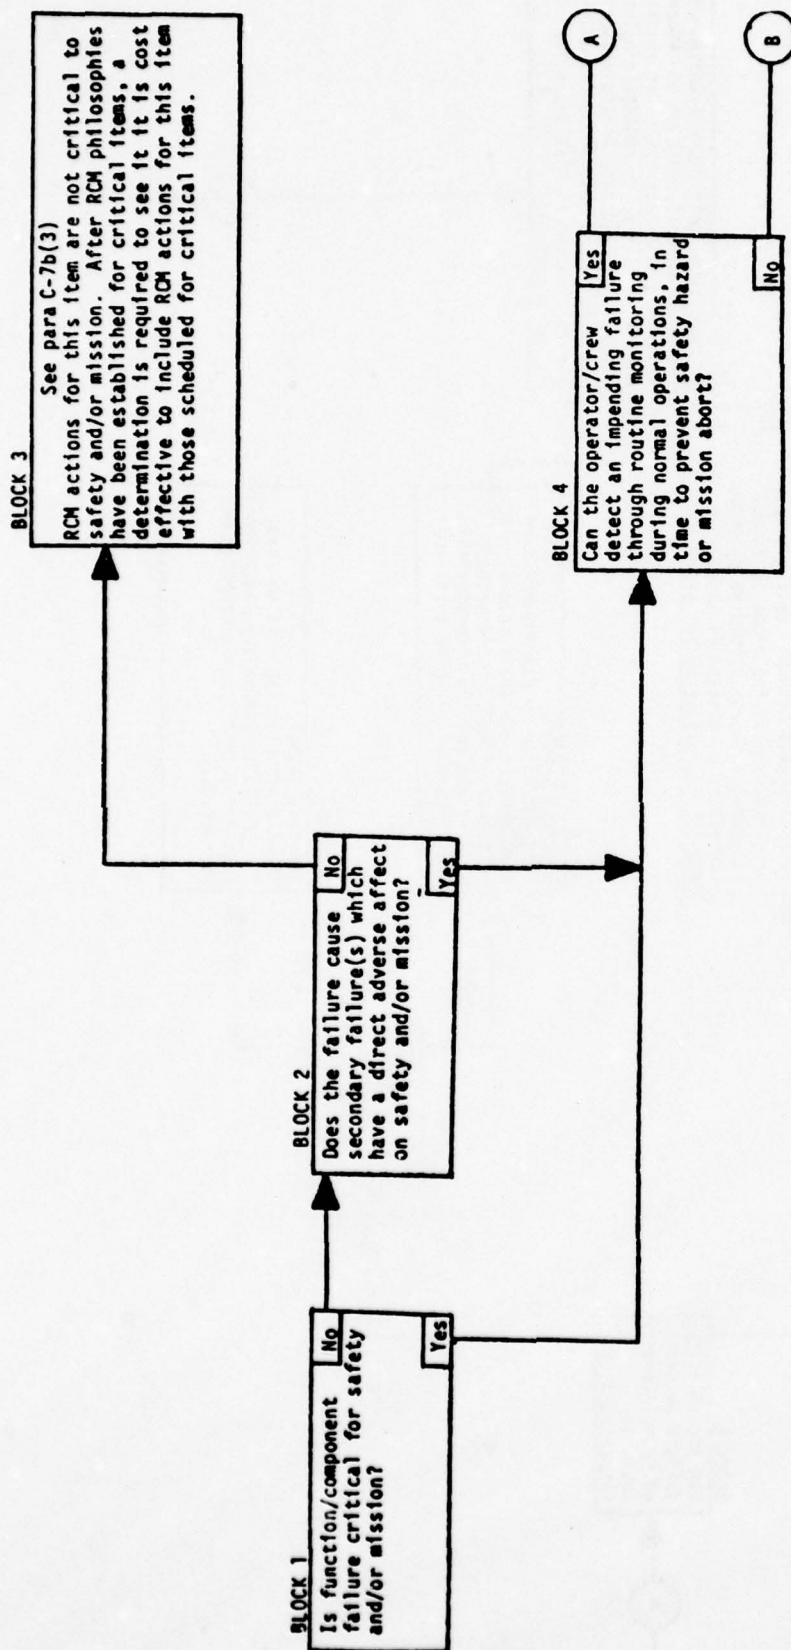 BLOCK 1
Is function/component
failure critical for safety
and/or mission?
No
Yes
BLOCK 2
Does the failure cause
secondary failure(s) which
have a direct adverse affect
on safety and/or mission?
No
Yes
BLOCK 3
See para C-7b(3)
RCM actions for this item are not critical to
safety and/or mission. After RCM philosophies
have been established for critical items, a
determination is required to see it it is cost
effective to include RCM actions for this item
with those scheduled for critical items.
BLOCK 4
Can the operator/crew
detect an impending failure
through routine monitoring
during normal operations, in
time to prevent safety hazard
or mission abort?
Yes
No
A
B